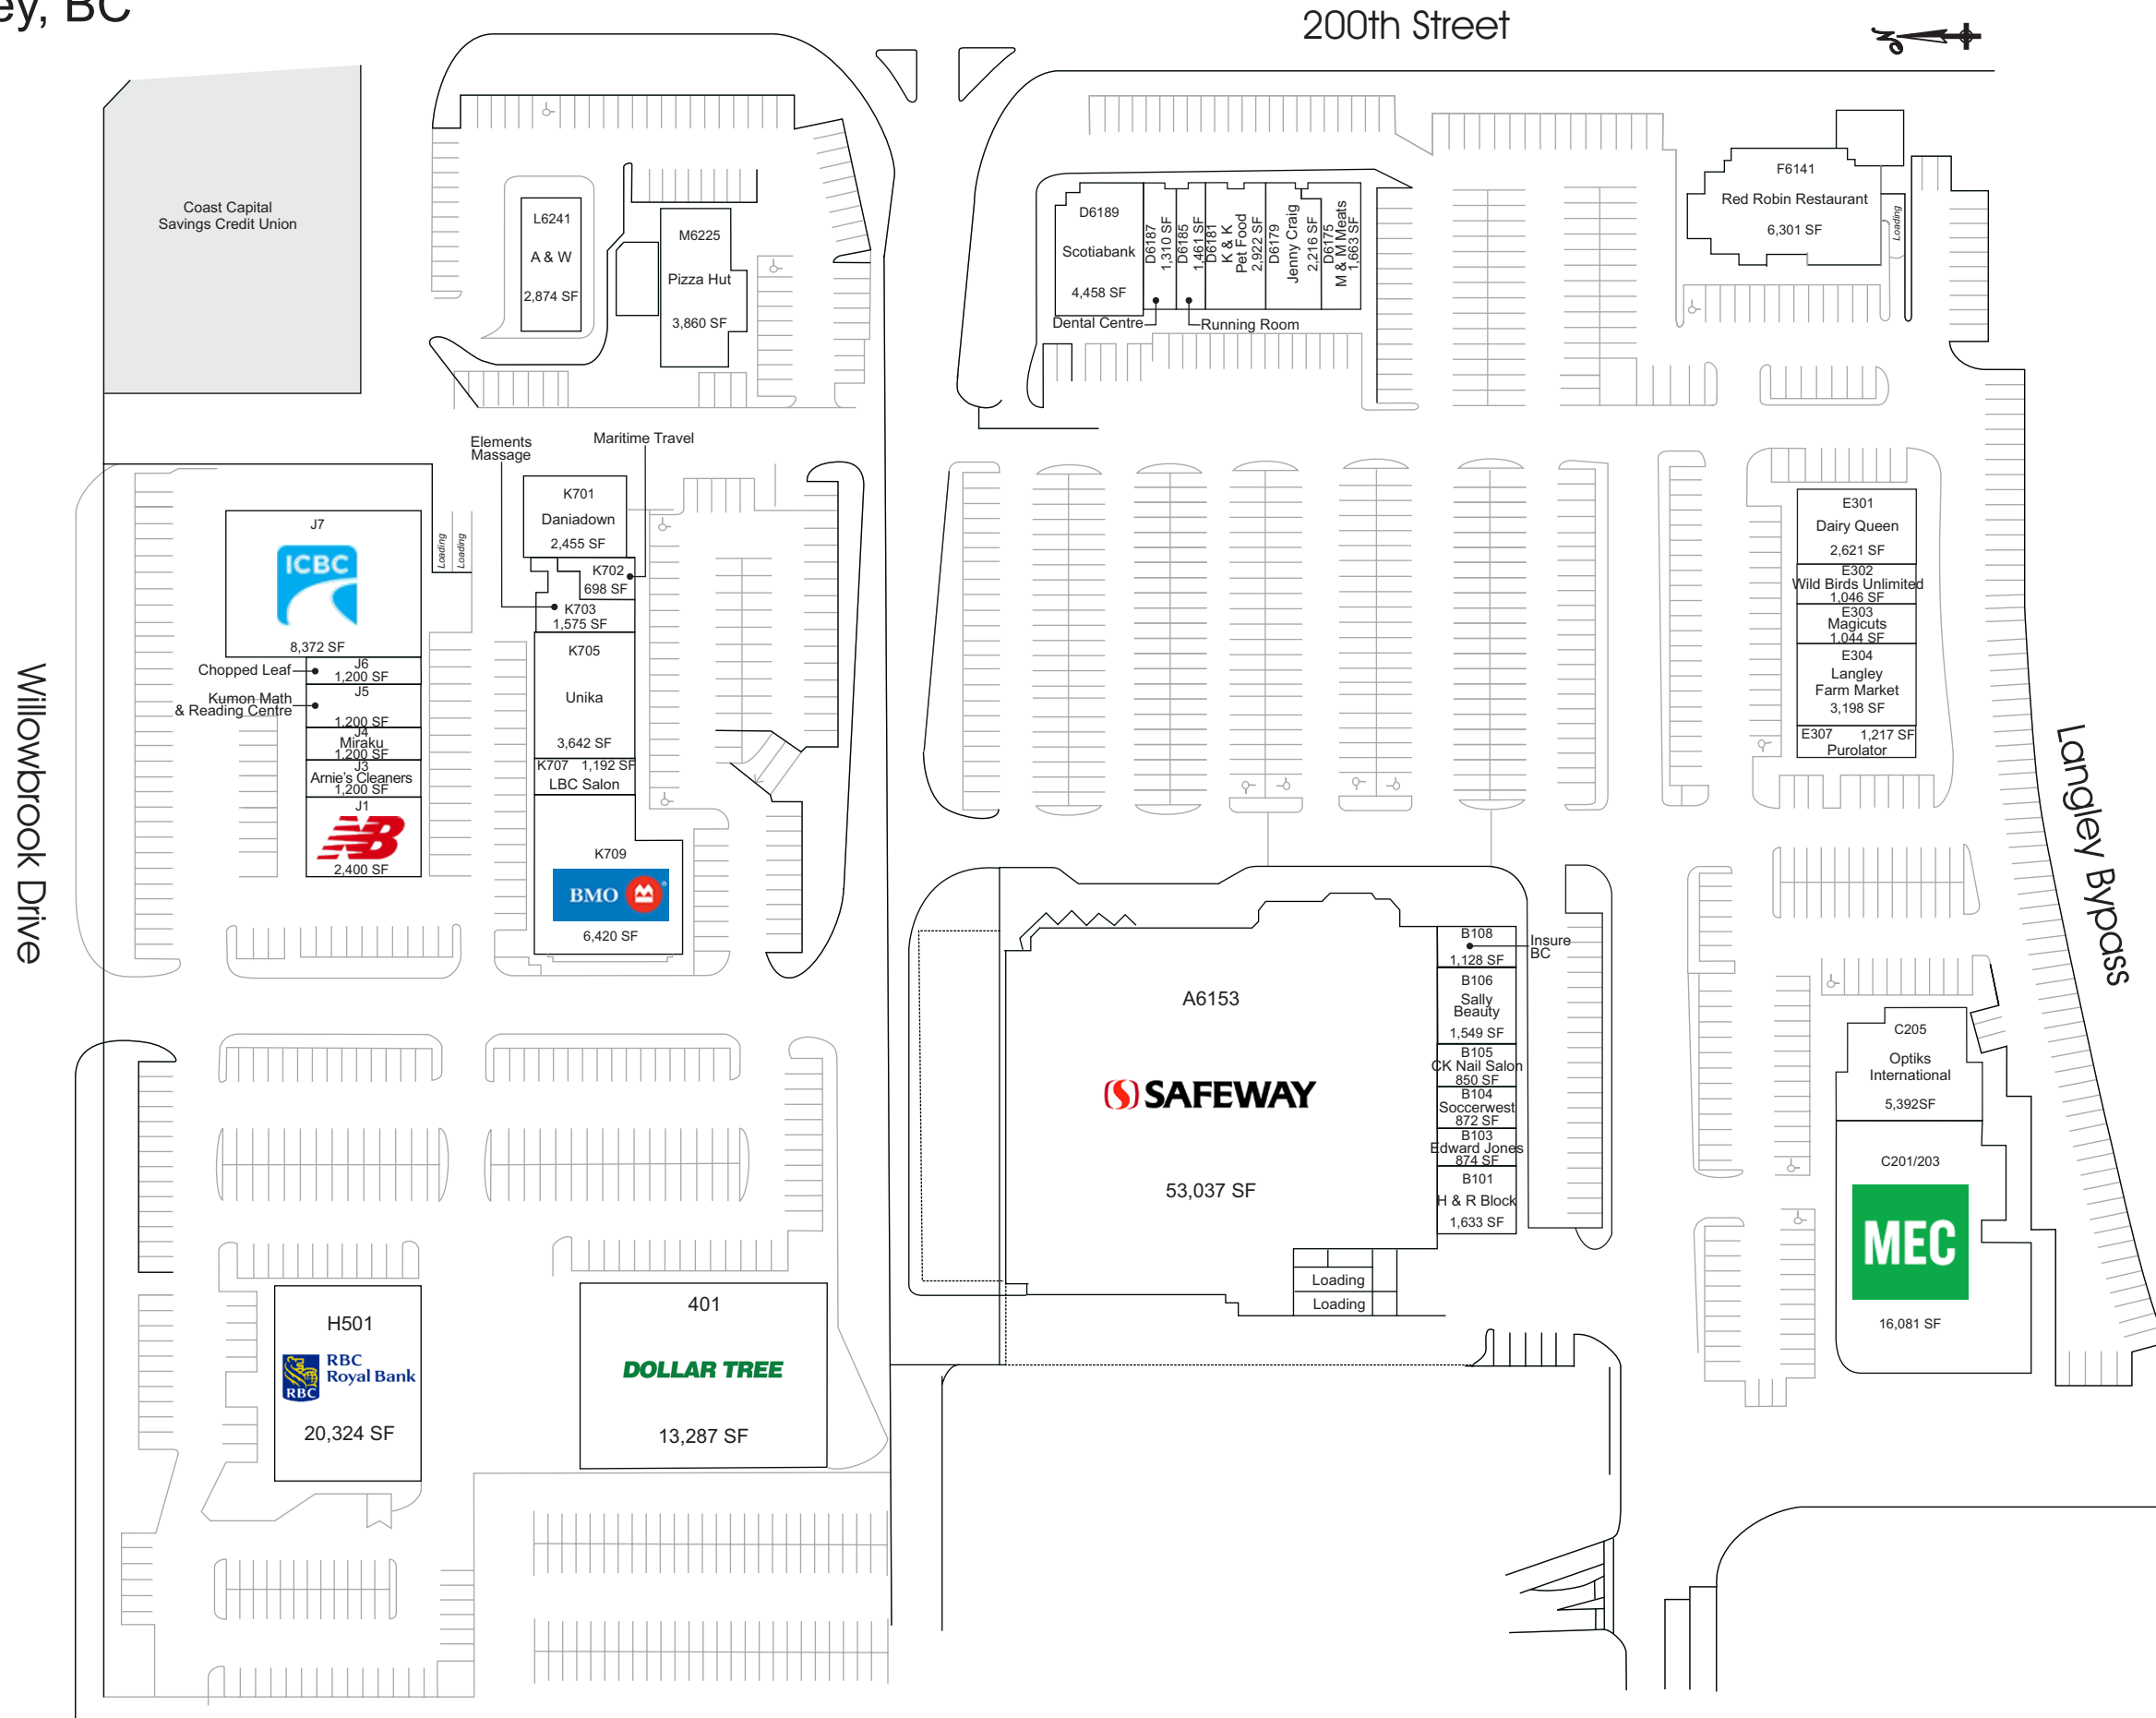 ey, BC
200th Street
N
Coast Capital
Savings Credit Union
L6241
A & W
2,874 SF
M6225
Pizza Hut
3,860 SF
D6189
Scotiabank
4,458 SF
D6187
1,310 SF
D6185
1,461 SF
D6181
K & K
Pet Food
2,922 SF
D6179
Jenny Craig
2,216 SF
D6175
M & M Meats
1,663 SF
Dental Centre
Running Room
F6141
Red Robin Restaurant
6,301 SF
Loading
Elements
Massage
Maritime Travel
J7
ICBC
8,372 SF
Loading
Loading
Chopped Leaf
J6
1,200 SF
Kumon Math
& Reading Centre
J5
1,200 SF
J4
Miraku
1,200 SF
J3
Arnie's Cleaners
1,200 SF
J1
NB
2,400 SF
K701
Daniadown
2,455 SF
K702
698 SF
K703
1,575 SF
K705
Unika
3,642 SF
K707 1,192 SF
LBC Salon
K709
BMO
6,420 SF
E301
Dairy Queen
2,621 SF
E302
Wild Birds Unlimited
1,046 SF
E303
Magicuts
1,044 SF
E304
Langley
Farm Market
3,198 SF
E307 1,217 SF
Purolator
Willowbrook Drive
Langley Bypass
A6153
SAFEWAY
53,037 SF
B108
1,128 SF
Insure
BC
B106
Sally
Beauty
1,549 SF
B105
CK Nail Salon
850 SF
B104
Soccerwest
872 SF
B103
Edward Jones
874 SF
B101
H & R Block
1,633 SF
Loading
Loading
C205
Optiks
International
5,392SF
C201/203
MEC
16,081 SF
H501
RBC
Royal Bank
RBC
20,324 SF
401
DOLLAR TREE
13,287 SF